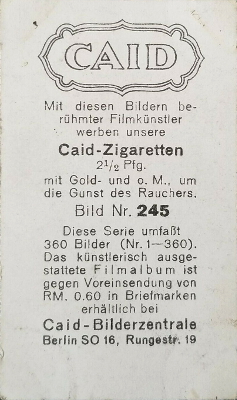 CAID
Mit diesen Bildern be-
rühmter Filmkünstler
werben unsere
Caid-Zigaretten
2 1/2 Pfg.
mit Gold- und o. M., um
die Gunst des Rauchers.
Bild Nr. 245
Diese Serie umfaßt
360 Bilder (Nr. 1—360).
Das künstlerisch ausge-
stattete Filmalbum ist
gegen Voreinsendung von
RM. 0.60 in Briefmarken
erhältlich bei
Caid-Bilderzentrale
Berlin SO 16, Rungestr. 19